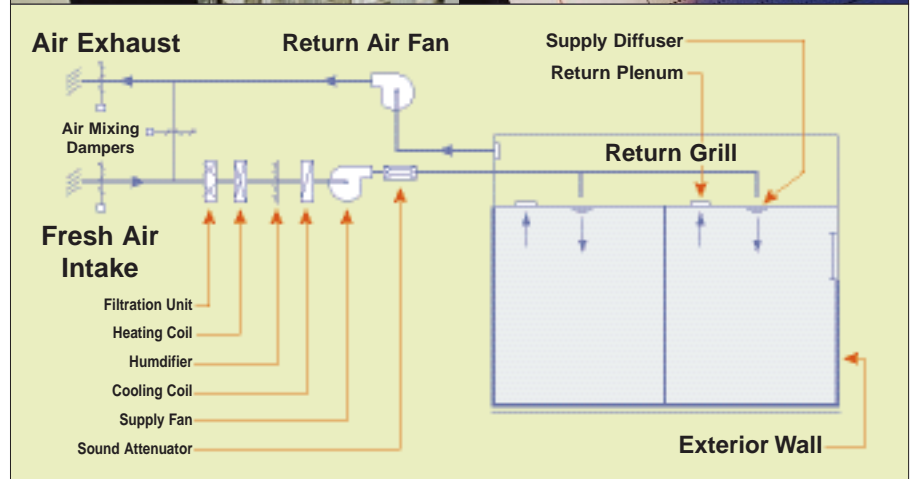 Air Exhaust
Return Air Fan
Supply Diffuser
Return Plenum
Air Mixing
Dampers
Return Grill
Fresh Air
Intake
Filtration Unit
Heating Coil
Humdifier
Cooling Coil
Supply Fan
Sound Attenuator
Exterior Wall